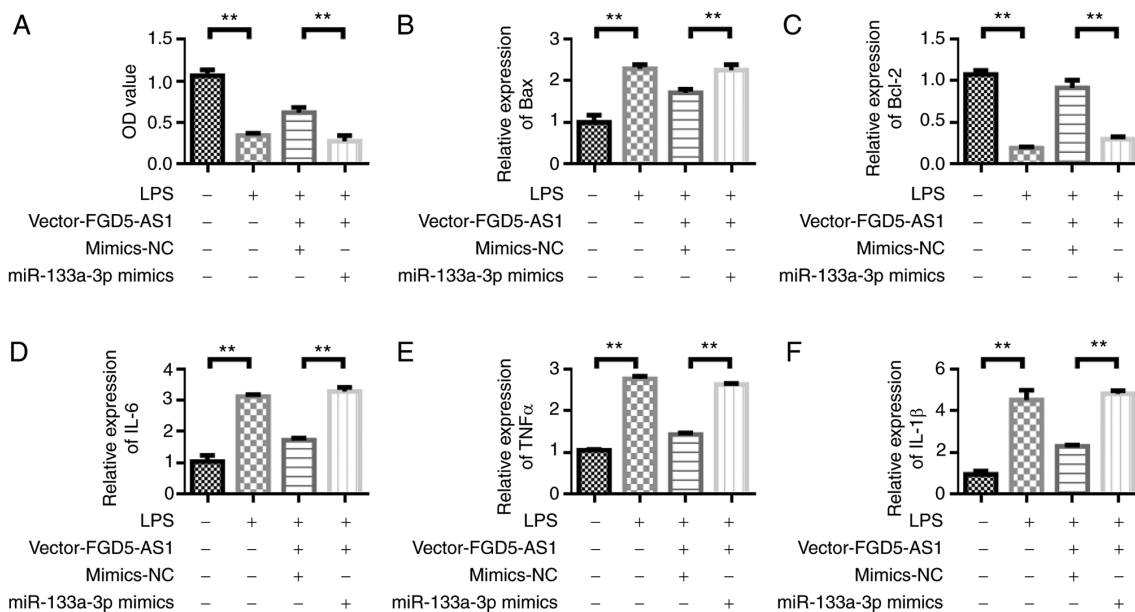 A
**
**
OD value
1.5
1.0
0.5
0.0
LPS
– + + +
Vector-FGD5-AS1
– – + +
Mimics-NC
– – + –
miR-133a-3p mimics
– – – +
B
**
**
Relative expression
of Bax
3
2
1
0
LPS
– + + +
Vector-FGD5-AS1
– – + +
Mimics-NC
– – + –
miR-133a-3p mimics
– – – +
C
**
**
Relative expression
of Bcl-2
1.5
1.0
0.5
0.0
LPS
– + + +
Vector-FGD5-AS1
– – + +
Mimics-NC
– – + –
miR-133a-3p mimics
– – – +
D
**
**
Relative expression
of IL-6
4
3
2
1
0
LPS
– + + +
Vector-FGD5-AS1
– – + +
Mimics-NC
– – + –
miR-133a-3p mimics
– – – +
E
**
**
Relative expression
of TNFα
3
2
1
0
LPS
– + + +
Vector-FGD5-AS1
– – + +
Mimics-NC
– – + –
miR-133a-3p mimics
– – – +
F
**
**
Relative expression
of IL-1β
6
4
2
0
LPS
– + + +
Vector-FGD5-AS1
– – + +
Mimics-NC
– – + –
miR-133a-3p mimics
– – – +